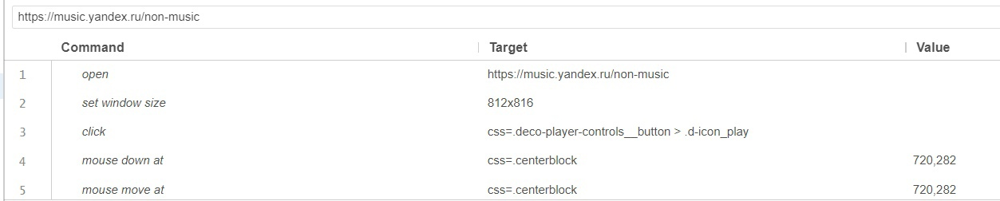 https://music.yandex.ru/non-music
Command Target Value
1 open https://music.yandex.ru/non-music
2 set window size 812x816
3 click css=.deco-player-controls__button > .d-icon_play
4 mouse down at css=.centerblock 720,282
5 mouse move at css=.centerblock 720,282